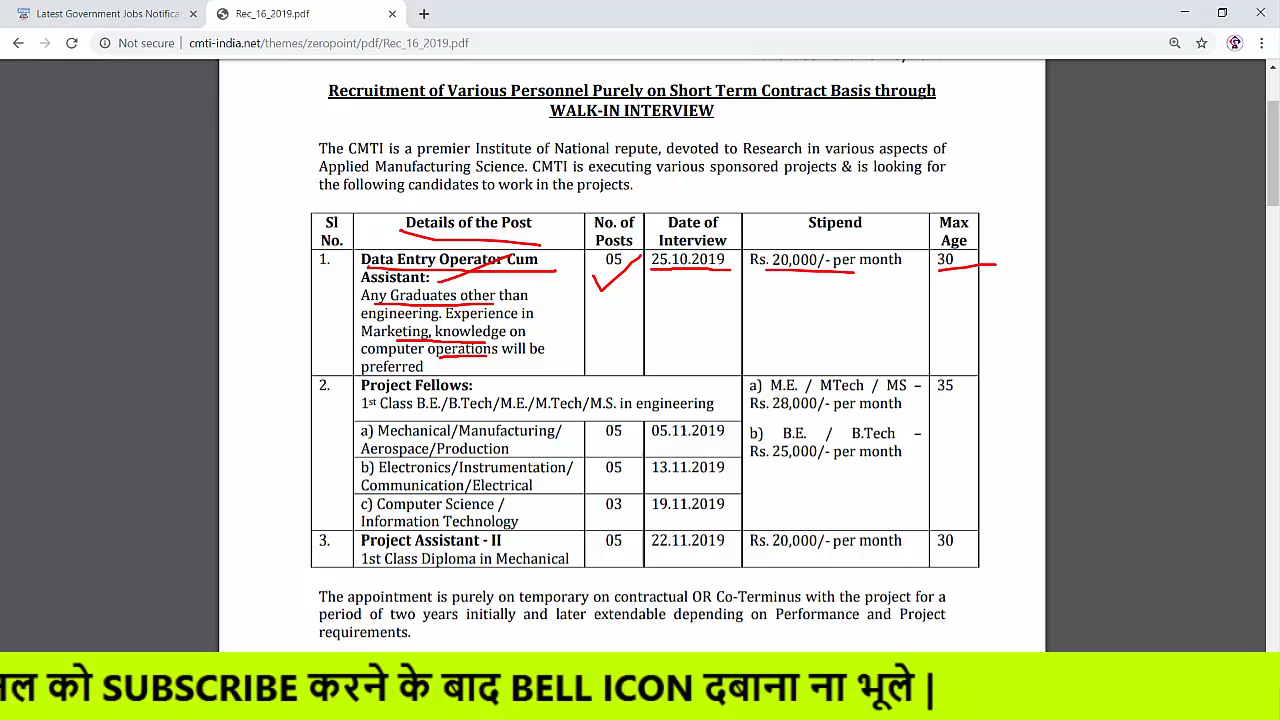 Latest Government Jobs Notifica
Rec_16_2019.pdf
Not secure | cmti-india.net/themes/zeropoint/pdf/Rec_16_2019.pdf
Recruitment of Various Personnel Purely on Short Term Contract Basis through
WALK-IN INTERVIEW
The CMTI is a premier Institute of National repute, devoted to Research in various aspects of
Applied Manufacturing Science. CMTI is executing various sponsored projects & is looking for
the following candidates to work in the projects.
Sl No. Details of the Post No. of Posts Date of Interview Stipend Max Age
1. Data Entry Operator Cum 05 25.10.2019 Rs. 20,000/- per month 30
Assistant:
Any Graduates other than
engineering. Experience in
Marketing, knowledge on
computer operations will be
preferred
2. Project Fellows: a) M.E. / MTech / MS – 35
1st Class B.E./B.Tech/M.E./M.Tech/M.S. in engineering Rs. 28,000/- per month
a) Mechanical/Manufacturing/ 05 05.11.2019 b) B.E. / B.Tech –
Aerospace/Production Rs. 25,000/- per month
b) Electronics/Instrumentation/ 05 13.11.2019
Communication/Electrical
c) Computer Science / 03 19.11.2019
Information Technology
3. Project Assistant - II 05 22.11.2019 Rs. 20,000/- per month 30
1st Class Diploma in Mechanical
The appointment is purely on temporary on contractual OR Co-Terminus with the project for a
period of two years initially and later extendable depending on Performance and Project
requirements.
को SUBSCRIBE करने के बाद BELL ICON दबाना ना भूले |